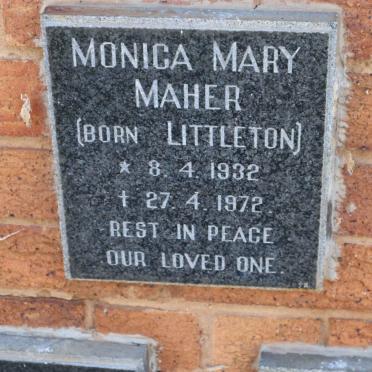 MONICA MARY
MAHER
(BORN LITTLETON)
* 8. 4. 1932
† 27. 4. 1972.
REST IN PEACE
OUR LOVED ONE.